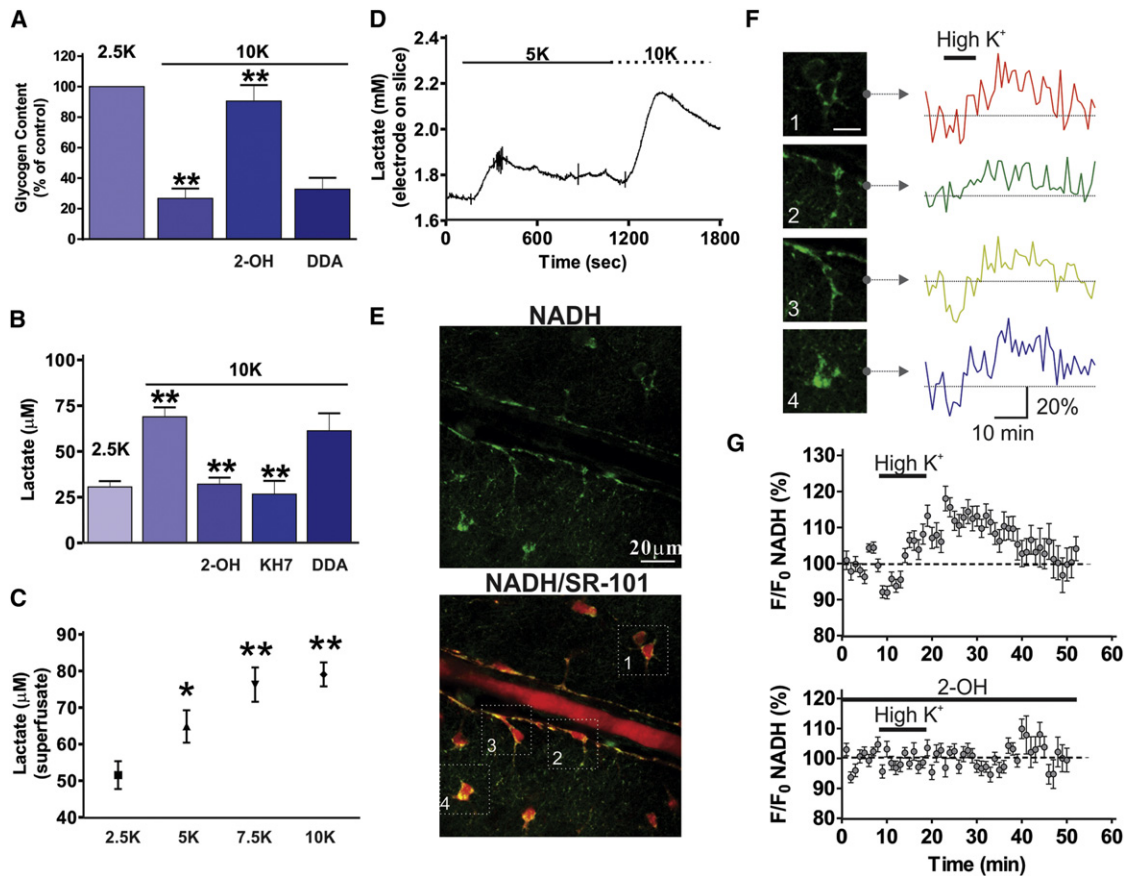 A
2.5K
10K
120
100
80
60
40
20
0
Glycogen Content
(% of control)
**
**
2-OH
DDA
B
100
75
50
25
0
Lactate (μM)
2.5K
10K
**
**
**
2-OH
KH7
DDA
C
90
80
70
60
50
40
Lactate (μM)
(superfusate)
*
**
**
2.5K
5K
7.5K
10K
D
2.4
2.2
2.0
1.8
1.6
Lactate (mM)
(electrode on slice)
5K
10K
0
600
1200
1800
Time (sec)
E
NADH
20μm
NADH/SR-101
1
3
2
4
F
High K+
1
2
3
4
20%
10 min
G
130
120
110
100
90
80
F/F0 NADH (%)
High K+
0
10
20
30
40
50
60
120
110
100
90
80
F/F0 NADH (%)
2-OH
High K+
0
10
20
30
40
50
60
Time (min)